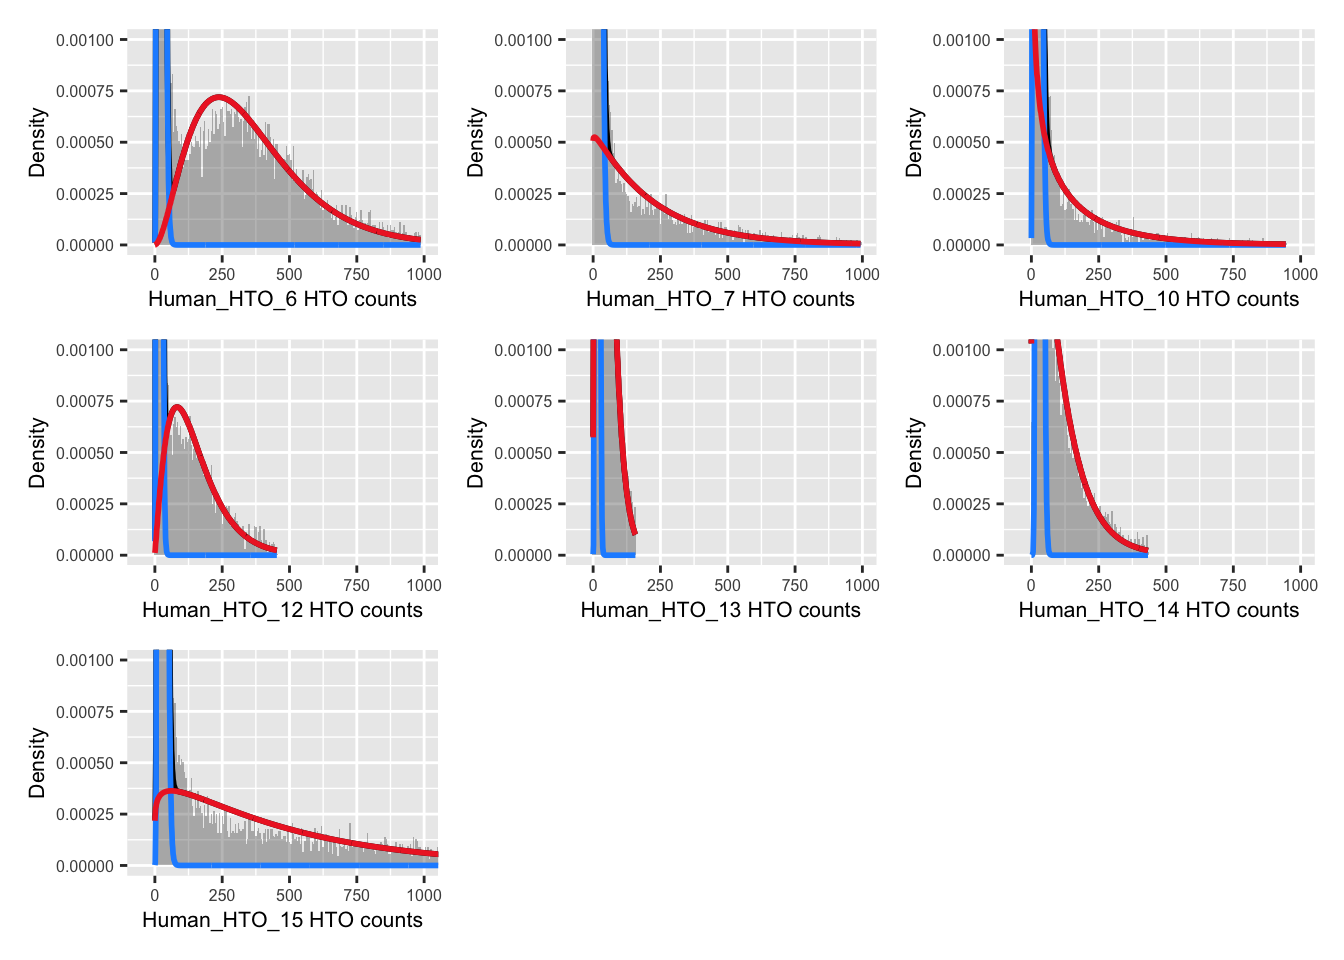 0.00100
0.00075
0.00050
0.00025
0.00000
Density
0 250 500 750 1000
Human_HTO_6 HTO counts
0.00100
0.00075
0.00050
0.00025
0.00000
Density
0 250 500 750 1000
Human_HTO_7 HTO counts
0.00100
0.00075
0.00050
0.00025
0.00000
Density
0 250 500 750 1000
Human_HTO_10 HTO counts
0.00100
0.00075
0.00050
0.00025
0.00000
Density
0 250 500 750 1000
Human_HTO_12 HTO counts
0.00100
0.00075
0.00050
0.00025
0.00000
Density
0 250 500 750 1000
Human_HTO_13 HTO counts
0.00100
0.00075
0.00050
0.00025
0.00000
Density
0 250 500 750 1000
Human_HTO_14 HTO counts
0.00100
0.00075
0.00050
0.00025
0.00000
Density
0 250 500 750 1000
Human_HTO_15 HTO counts